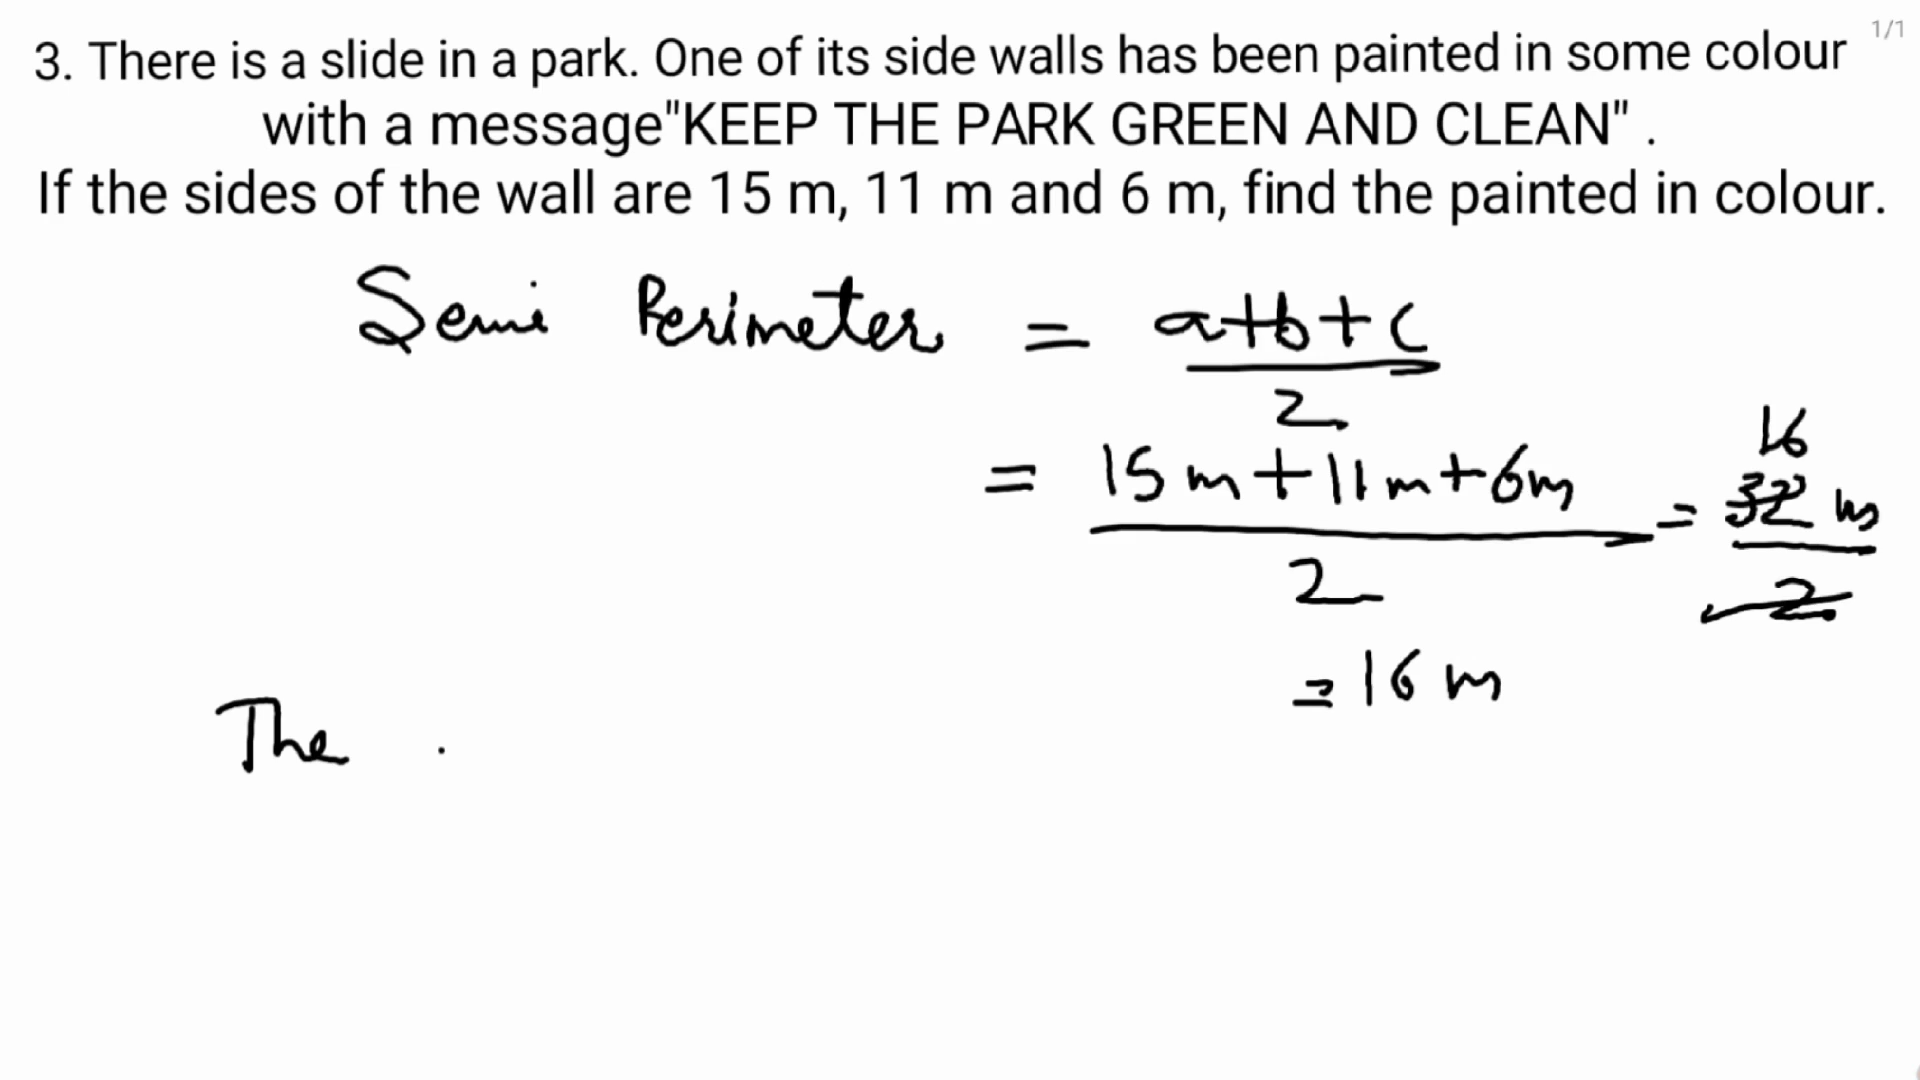 1/1
3. There is a slide in a park. One of its side walls has been painted in some colour
with a message"KEEP THE PARK GREEN AND CLEAN" .
If the sides of the wall are 15 m, 11 m and 6 m, find the painted in colour.
Semi Perimeter = a+b+c
2
= 15m+11m+6m = 32 m
16
2 2
= 16 m
The .